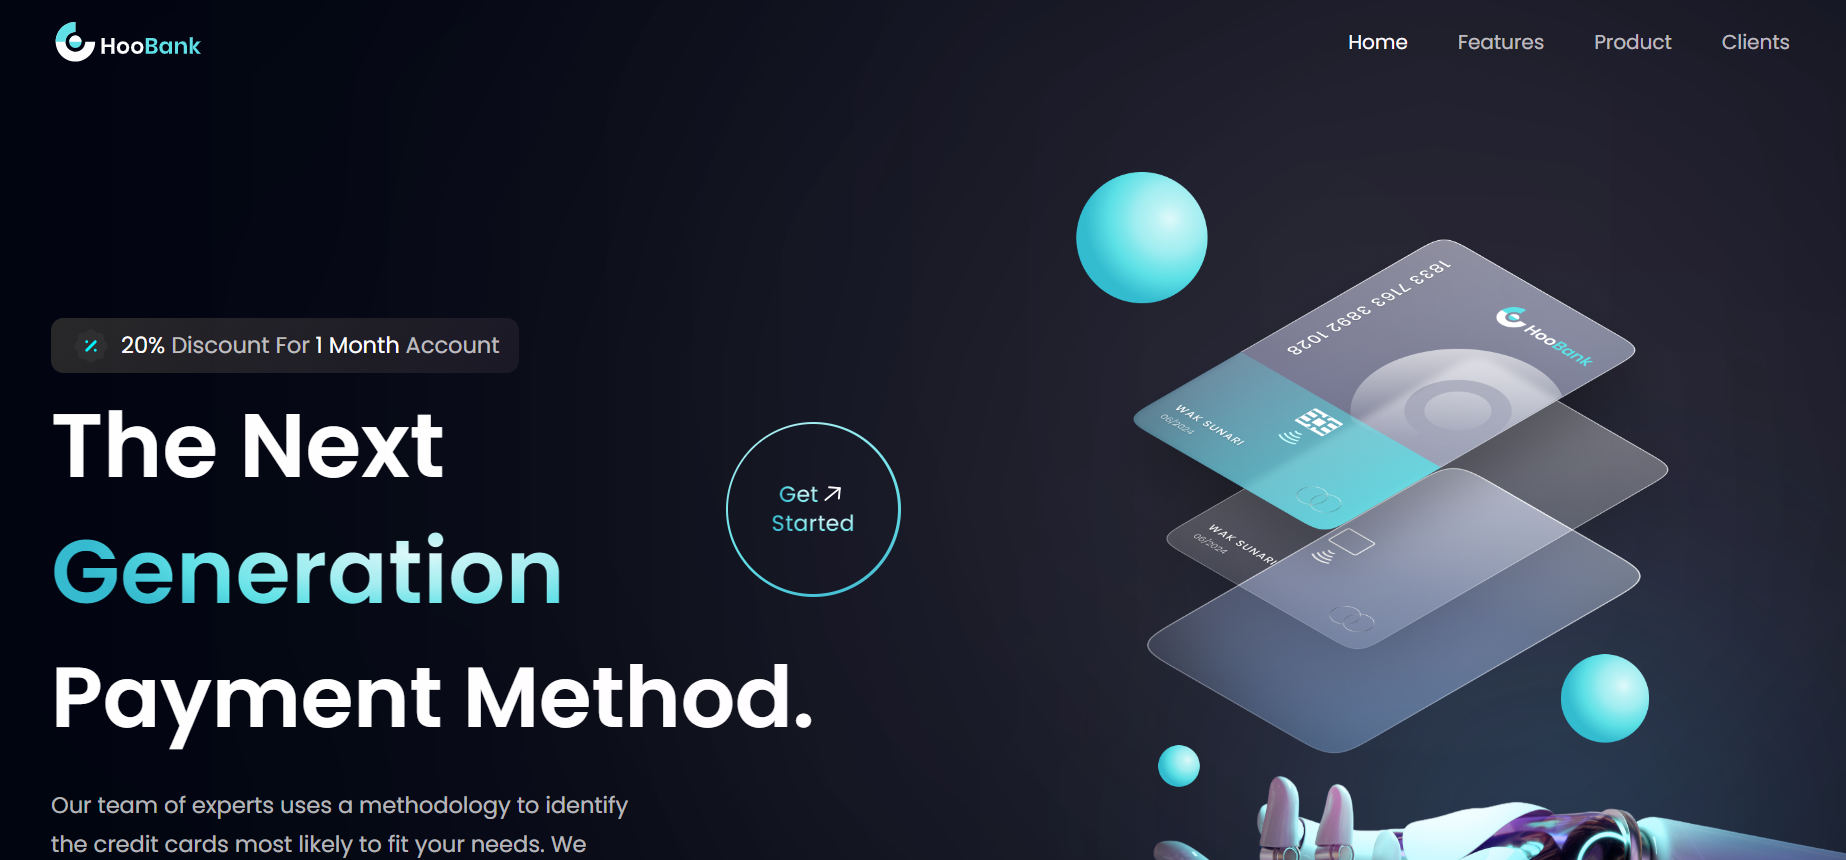 HooBank
Home Features Product Clients
20% Discount For 1 Month Account
The Next
Generation
Payment Method.
Get
Started
Our team of experts uses a methodology to identify
the credit cards most likely to fit your needs. We
1833 7163 3892 1028
HooBank
WAK SUNARI
06/2024
WAK SUNARI
06/2024